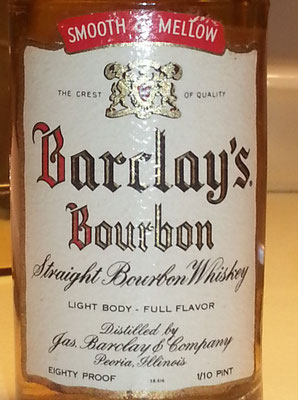 SMOOTH & MELLOW
THE CREST OF QUALITY
Barclay's
Bourbon
Straight Bourbon Whiskey
LIGHT BODY - FULL FLAVOR
Distilled by
Jas. Barclay & Company
Peoria, Illinois
EIGHTY PROOF 1/10 PINT